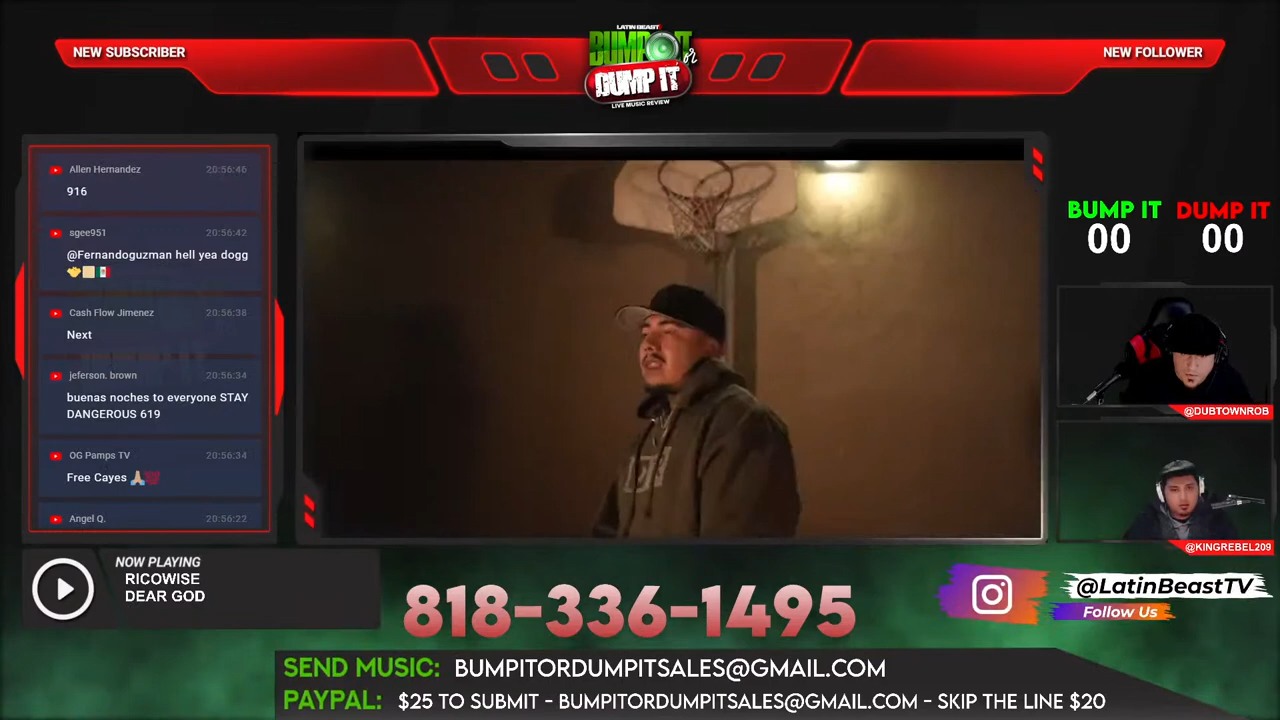 NEW SUBSCRIBER
LATIN BEAST
BUMP IT or
DUMP IT
LIVE MUSIC REVIEW
NEW FOLLOWER
Allen Hernandez 20:56:46
916
sgee951 20:56:42
@Fernandoguzman hell yea dogg
Cash Flow Jimenez 20:56:38
Next
jeferson. brown 20:56:34
buenas noches to everyone STAY
DANGEROUS 619
OG Pamps TV 20:56:34
Free Cayes 🙏💯
Angel Q. 20:56:22
BUMP IT DUMP IT
00 00
@DUBTOWNROB
@KINGREBEL209
NOW PLAYING
RICOWISE
DEAR GOD
818-336-1495
@LatinBeastTV
Follow Us
SEND MUSIC: BUMPITORDUMPITSALES@GMAIL.COM
PAYPAL: $25 TO SUBMIT - BUMPITORDUMPITSALES@GMAIL.COM - SKIP THE LINE $20